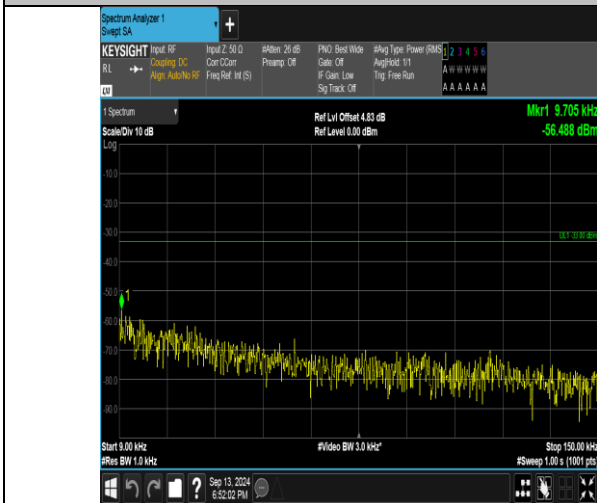 Spectrum Analyzer 1
Swept SA
+
KEYSIGHT
RL
Input: RF
Coupling: DC
Align: Auto/No RF
Input Z: 50 Ω
Corr CCorr
Freq Ref: Int (S)
#Atten: 26 dB
Preamp: Off
PNO: Best Wide
Gate: Off
IF Gain: Low
Sig Track: Off
#Avg Type: Power (RMS
Avg|Hold: 1/1
Trig: Free Run
1 2 3 4 5 6
A W W W W W
A A A A A A
1 Spectrum
Scale/Div 10 dB
Ref Lvl Offset 4.83 dB
Ref Level 0.00 dBm
Mkr1 9.705 kHz
-56.488 dBm
Log
-10.0
-20.0
-30.0
DL1 -33.00 dBm
-40.0
-50.0
1
-60.0
-70.0
-80.0
-90.0
Start 9.00 kHz
#Video BW 3.0 kHz*
Stop 150.00 kHz
#Res BW 1.0 kHz
#Sweep 1.00 s (1001 pts)
?
Sep 13, 2024
6:52:02 PM